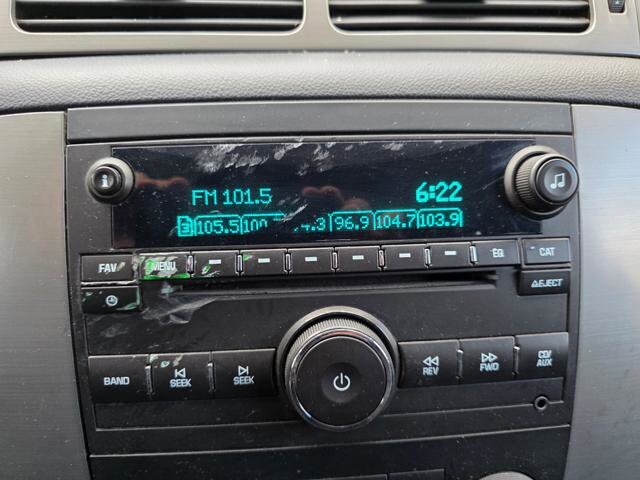 FM 101.5 6:22
3 105.5 96.9 104.7 103.9
FAV MENU Eq CAT
EJECT
BAND SEEK SEEK REV FWD CD/AUX